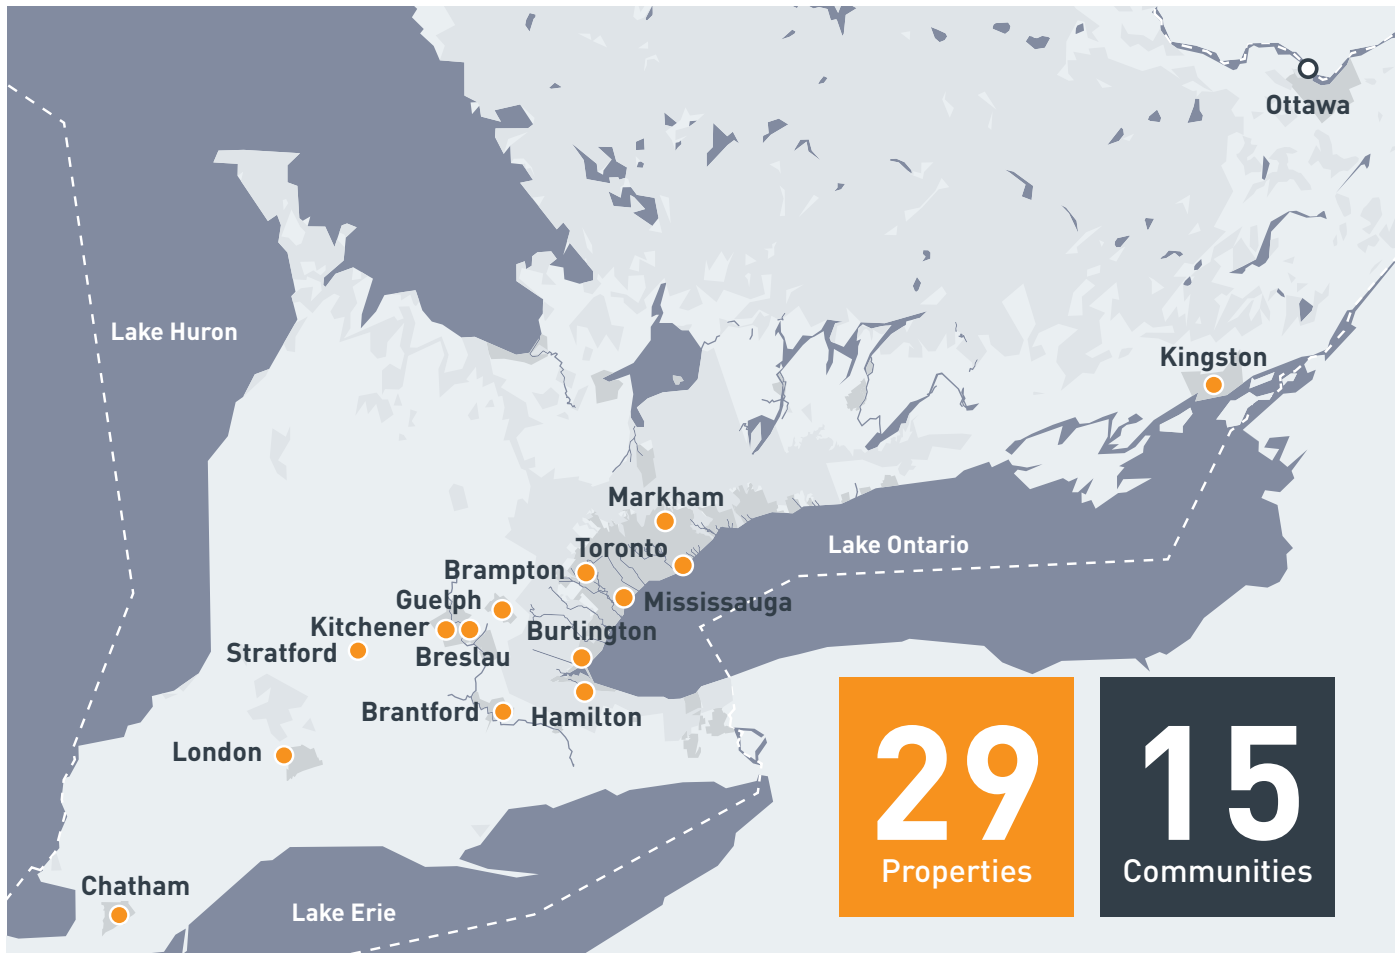 Ottawa
Lake Huron
Kingston
Markham
Lake Ontario
Toronto
Brampton
Guelph
Mississauga
Kitchener
Burlington
Stratford
Breslau
Brantford
Hamilton
London
29
Properties
15
Communities
Chatham
Lake Erie